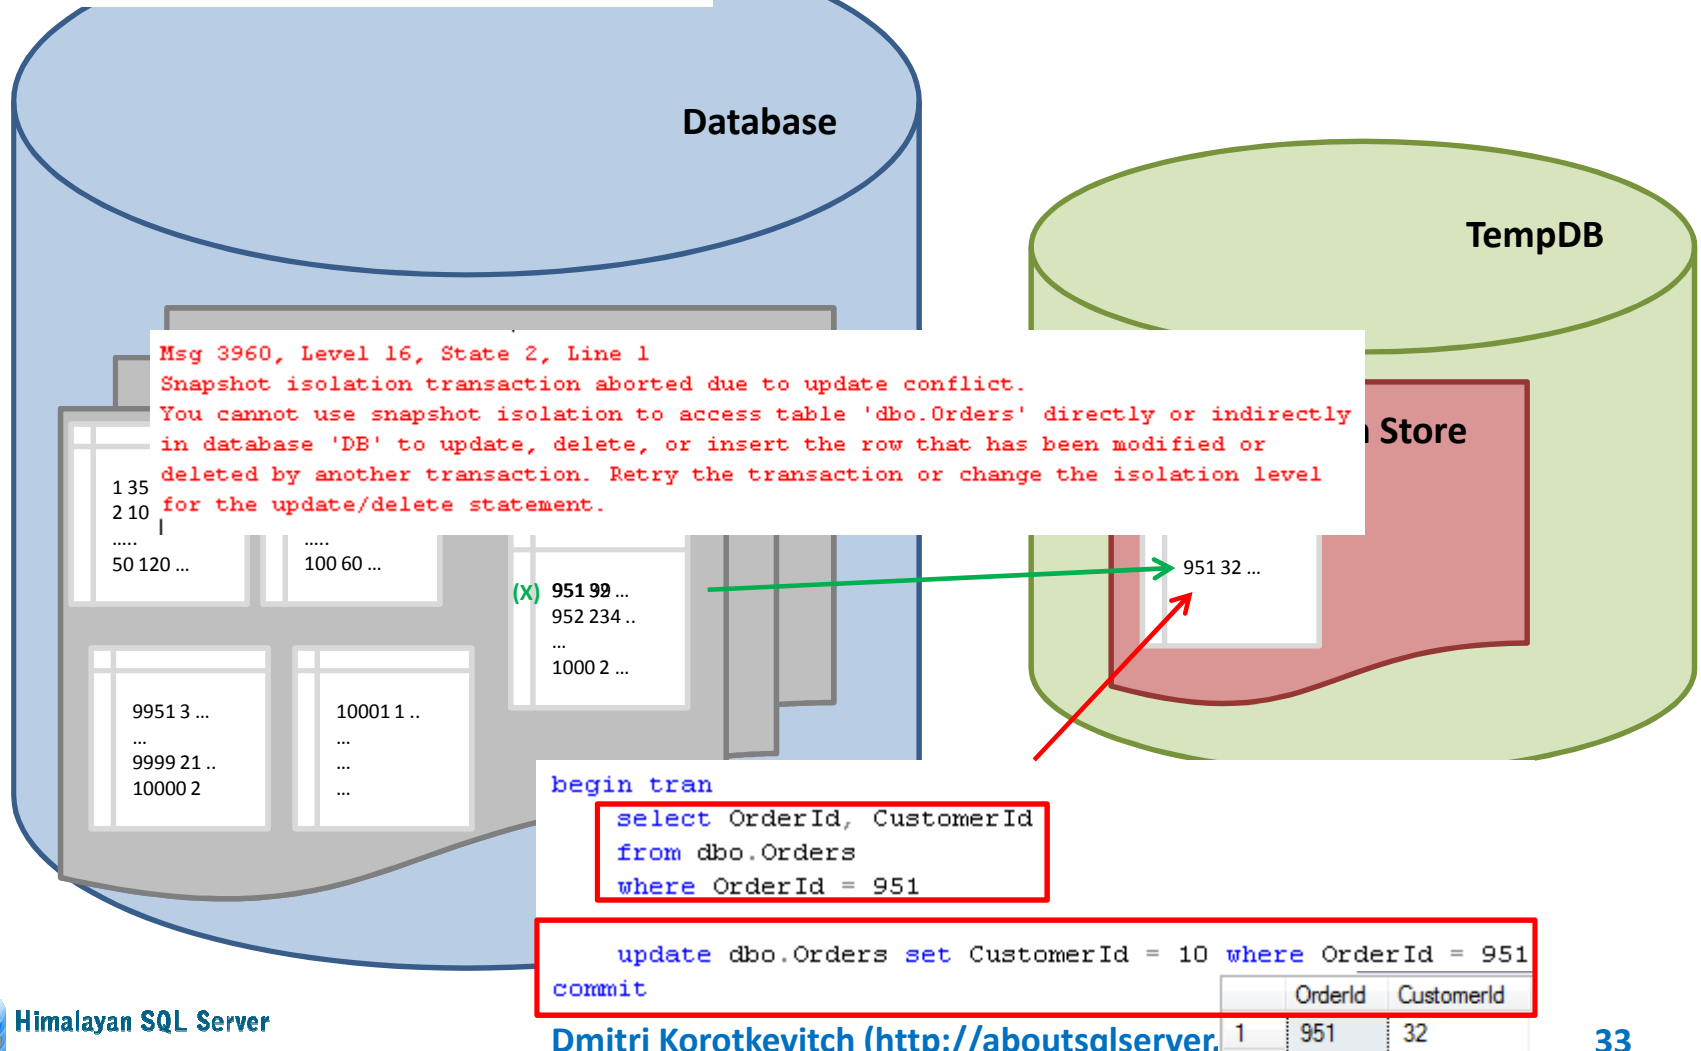 Database
TempDB
Msg 3960, Level 16, State 2, Line 1
Snapshot isolation transaction aborted due to update conflict.
You cannot use snapshot isolation to access table 'dbo.Orders' directly or indirectly
in database 'DB' to update, delete, or insert the row that has been modified or
deleted by another transaction. Retry the transaction or change the isolation level
for the update/delete statement.
Store
1 35
2 10
…..
50 120 ...
…..
100 60 ...
(X)
951 ...
952 234 ..
...
1000 2 ...
951 32 ...
9951 3 ...
...
9999 21 ..
10000 2
10001 1 ..
...
...
...
begin tran
select OrderId, CustomerId
from dbo.Orders
where OrderId = 951
update dbo.Orders set CustomerId = 10 where OrderId = 951
commit
OrderId CustomerId
1 951 32
Himalayan SQL Server
Dmitri Korotkevitch (http://aboutsqlserver.
33